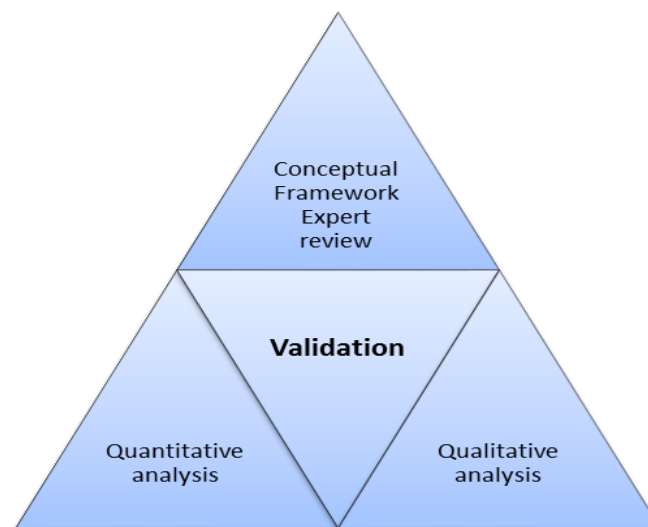 Conceptual
Framework
Expert
review
Validation
Quantitative
analysis
Qualitative
analysis